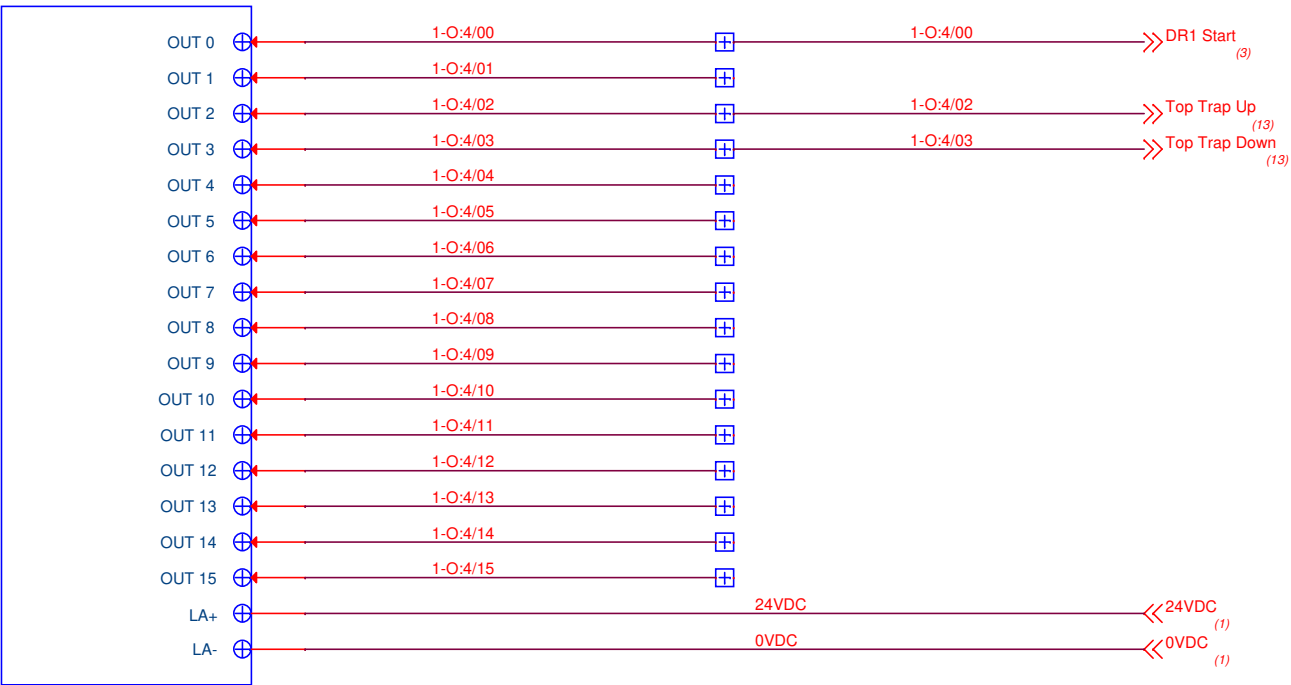 OUT 0 1-O:4/00 1-O:4/00 DR1 Start
(3)
OUT 1 1-O:4/01
OUT 2 1-O:4/02 1-O:4/02 Top Trap Up
(13)
OUT 3 1-O:4/03 1-O:4/03 Top Trap Down
(13)
OUT 4 1-O:4/04
OUT 5 1-O:4/05
OUT 6 1-O:4/06
OUT 7 1-O:4/07
OUT 8 1-O:4/08
OUT 9 1-O:4/09
OUT 10 1-O:4/10
OUT 11 1-O:4/11
OUT 12 1-O:4/12
OUT 13 1-O:4/13
OUT 14 1-O:4/14
OUT 15 1-O:4/15
LA+ 24VDC 24VDC
(1)
LA- 0VDC 0VDC
(1)